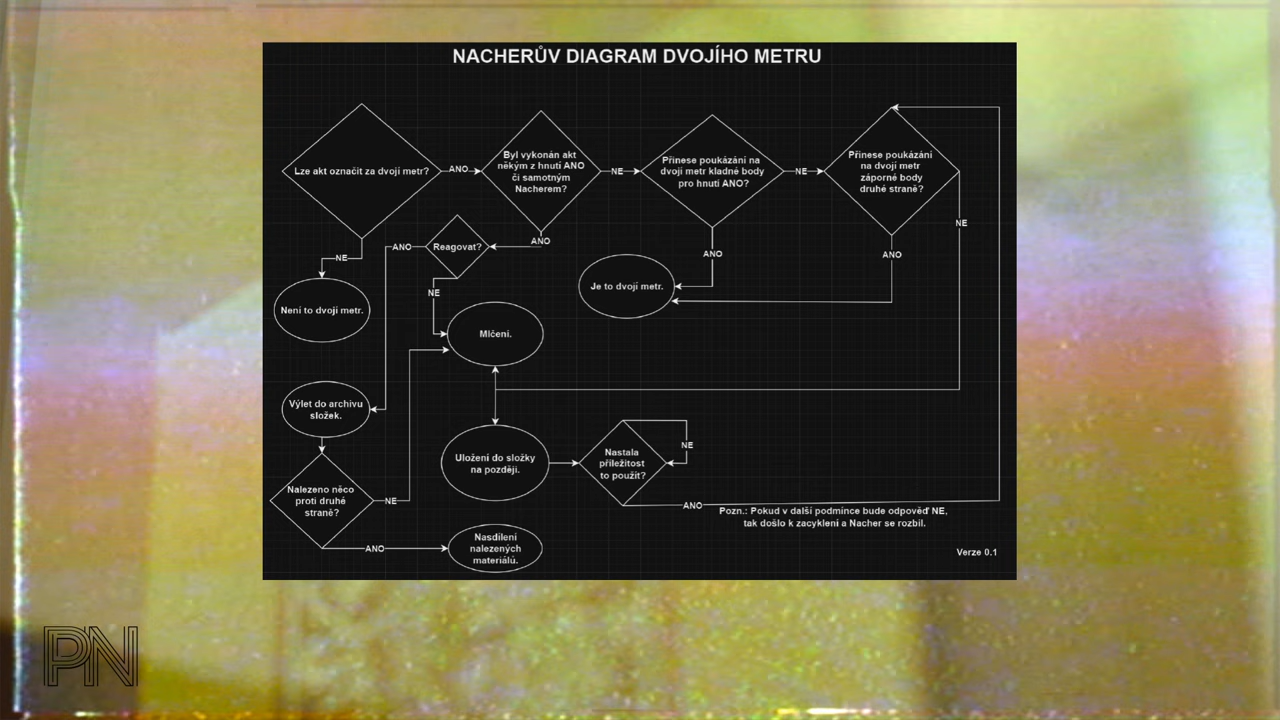 NACHERŮV DIAGRAM DVOJÍHO METRU
Lze akt označit za dvojí metr?
ANO
Byl vykonán akt
někým z hnutí ANO
či samotným
Nacherem?
NE
Přinese poukázání na
dvojí metr kladné body
pro hnutí ANO?
NE
Přinese poukázání
na dvojí metr
záporné body
druhé straně?
NE
ANO
Reagovat?
ANO
ANO
ANO
NE
Není to dvojí metr.
NE
Je to dvojí metr.
Mlčení.
Výlet do archivu
složek.
Uložení do složky
na později.
Nastala
příležitost
to použít?
NE
Nalezeno něco
proti druhé
straně?
NE
ANO
Pozn.: Pokud v další podmínce bude odpověď NE,
tak došlo k zacyklení a Nacher se rozbil.
ANO
Nasdílení
nalezených
materiálů.
Verze 0.1
PN